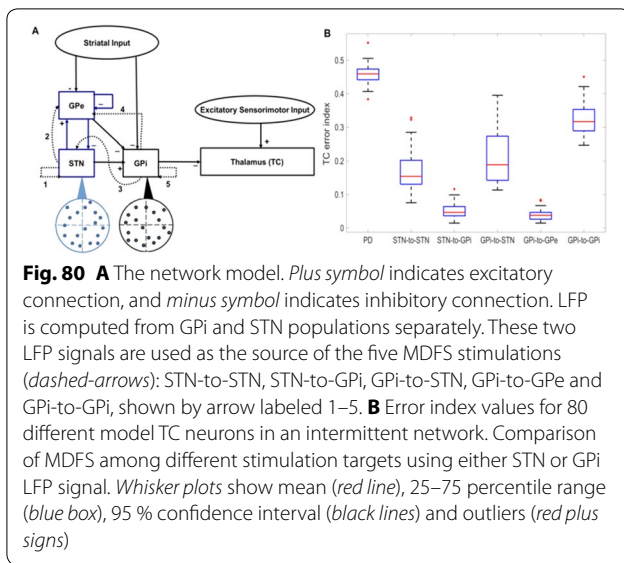 A
B
Striatal Input
-
GPe
-
4
Excitatory Sensorimotor Input
2
+
-
-
-
+
STN
+
GPi
-
Thalamus (TC)
1
3
5
TC error index
0.5
0.4
0.3
0.2
0.1
0
PD
STN-to-STN
STN-to-GPi
GPi-to-STN
GPi-to-GPe
GPi-to-GPi
Fig. 80 A The network model. Plus symbol indicates excitatory
connection, and minus symbol indicates inhibitory connection. LFP
is computed from GPi and STN populations separately. These two
LFP signals are used as the source of the five MDFS stimulations
(dashed-arrows): STN-to-STN, STN-to-GPi, GPi-to-STN, GPi-to-GPe and
GPi-to-GPi, shown by arrow labeled 1–5. B Error index values for 80
different model TC neurons in an intermittent network. Comparison
of MDFS among different stimulation targets using either STN or GPi
LFP signal. Whisker plots show mean (red line), 25–75 percentile range
(blue box), 95 % confidence interval (black lines) and outliers (red plus
signs)